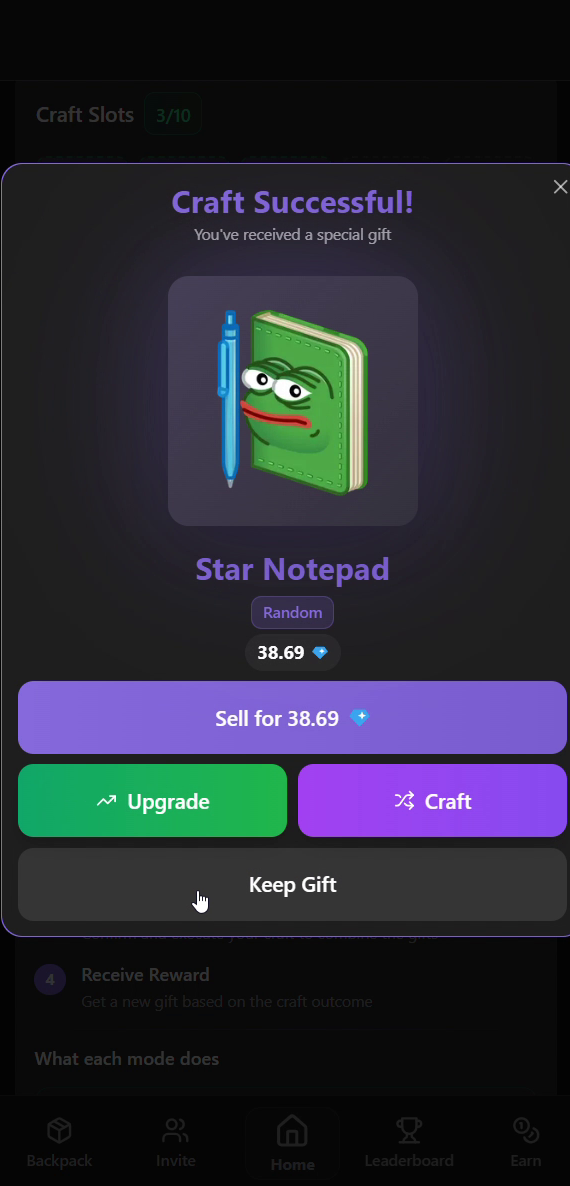 Craft Slots 3/10
Craft Successful!
You've received a special gift
Star Notepad
Random
38.69
Sell for 38.69
Upgrade
Craft
Keep Gift
4 Receive Reward
Get a new gift based on the craft outcome
What each mode does
Backpack
Invite
Home
Leaderboard
Earn